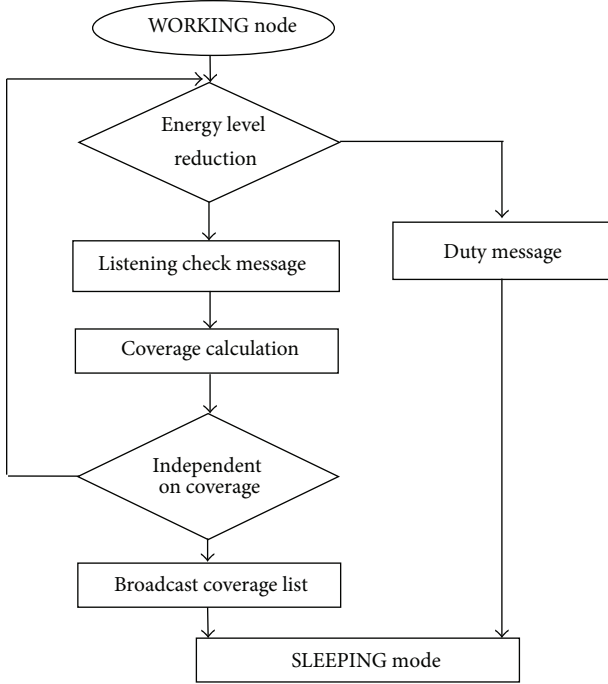 WORKING node
Energy level
reduction
Listening check message
Duty message
Coverage calculation
Independent
on coverage
Broadcast coverage list
SLEEPING mode